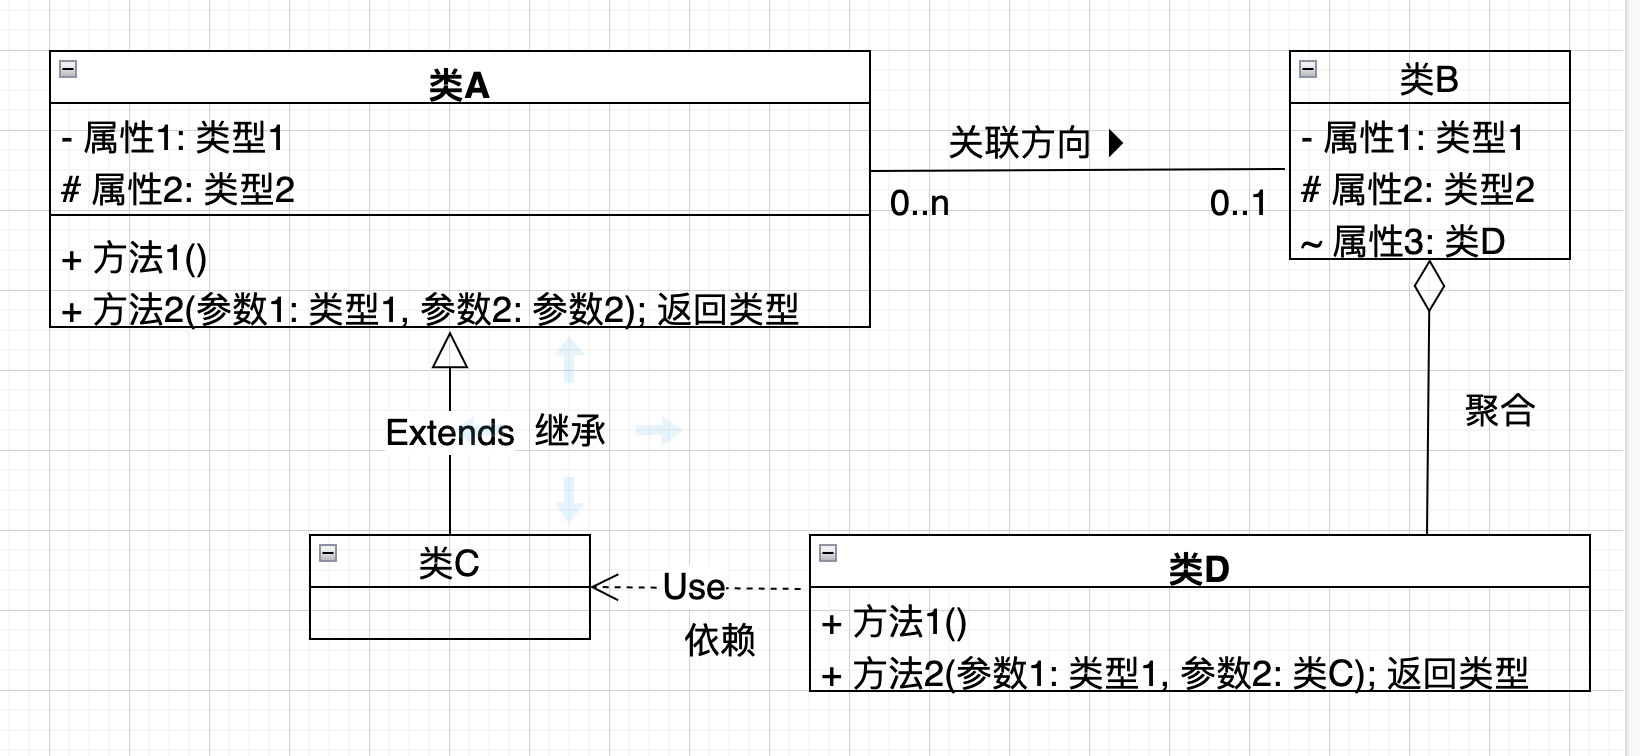 类A
- 属性1: 类型1
# 属性2: 类型2
+ 方法1()
+ 方法2(参数1: 类型1, 参数2: 参数2); 返回类型
关联方向
0..n
0..1
类B
- 属性1: 类型1
# 属性2: 类型2
~ 属性3: 类D
Extends 继承
聚合
类C
Use
依赖
类D
+ 方法1()
+ 方法2(参数1: 类型1, 参数2: 类C); 返回类型